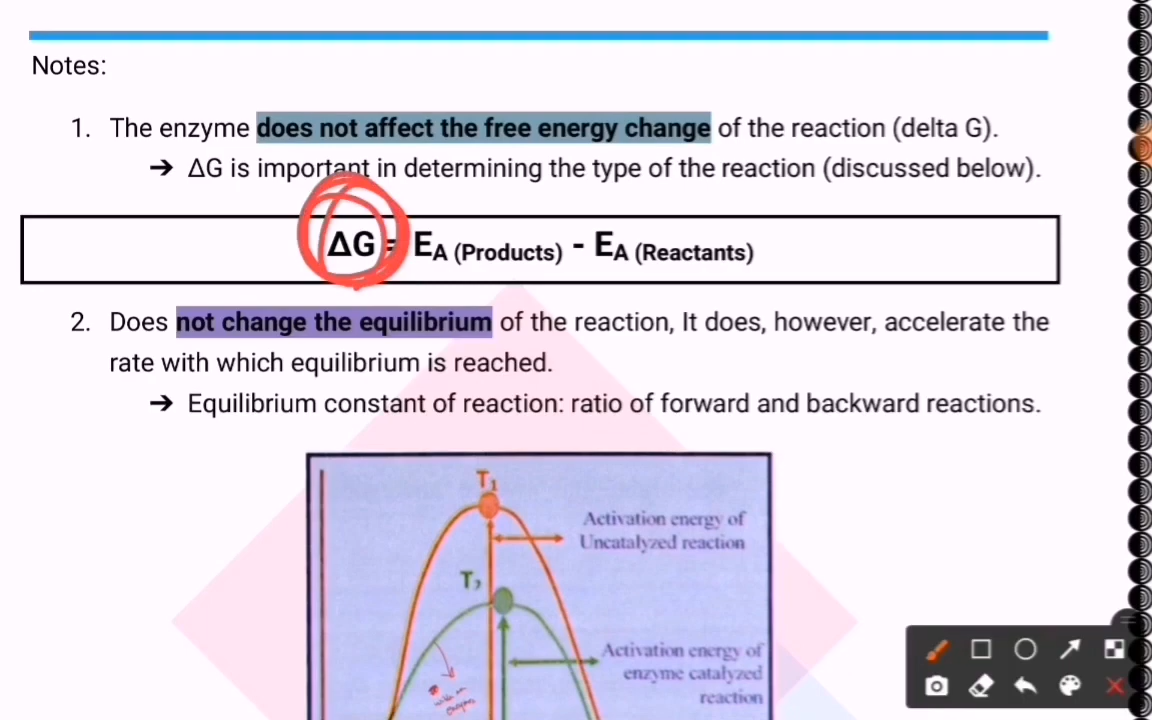 Notes:
1. The enzyme does not affect the free energy change of the reaction (delta G).
➔ ΔG is important in determining the type of the reaction (discussed below).
ΔG = EA (Products) - EA (Reactants)
2. Does not change the equilibrium of the reaction, It does, however, accelerate the
rate with which equilibrium is reached.
➔ Equilibrium constant of reaction: ratio of forward and backward reactions.
T1
Activation energy of
Uncatalyzed reaction
T2
Activation energy of
enzyme catalyzed
reaction
with an
enzyme